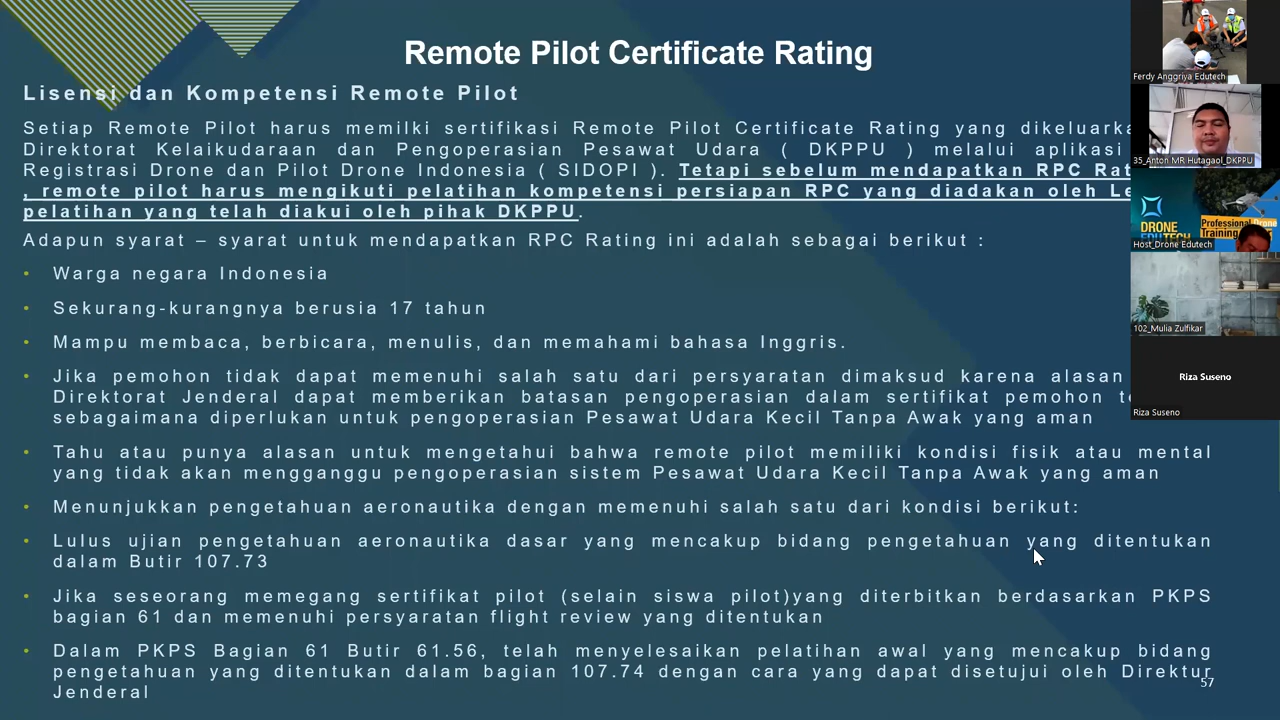 Remote Pilot Certificate Rating
Lisensi dan Kompetensi Remote Pilot
Setiap Remote Pilot harus memilki sertifikasi Remote Pilot Certificate Rating yang
Direktorat Kelaikudaraan dan Pengoperasian Pesawat Udara ( DKPPU ) melalui aplikasi
Registrasi Drone dan Pilot Drone Indonesia ( SIDOPI ). Tetapi sebelum mendapatkan RPC
, remote pilot harus mengikuti pelatihan kompetensi persiapan RPC yang diadakan oleh
pelatihan yang telah diakui oleh pihak DKPPU.
Adapun syarat – syarat untuk mendapatkan RPC Rating ini adalah sebagai berikut :
• Warga negara Indonesia
• Sekurang-kurangnya berusia 17 tahun
• Mampu membaca, berbicara, menulis, dan memahami bahasa Inggris.
• Jika pemohon tidak dapat memenuhi salah satu dari persyaratan dimaksud karena alasan
Direktorat Jenderal dapat memberikan batasan pengoperasian dalam sertifikat pemohon
sebagaimana diperlukan untuk pengoperasian Pesawat Udara Kecil Tanpa Awak yang aman
• Tahu atau punya alasan untuk mengetahui bahwa remote pilot memiliki kondisi fisik atau mental
yang tidak akan mengganggu pengoperasian sistem Pesawat Udara Kecil Tanpa Awak yang aman
• Menunjukkan pengetahuan aeronautika dengan memenuhi salah satu dari kondisi berikut:
• Lulus ujian pengetahuan aeronautika dasar yang mencakup bidang pengetahuan yang ditentukan
dalam Butir 107.73
• Jika seseorang memegang sertifikat pilot (selain siswa pilot)yang diterbitkan berdasarkan PKPS
bagian 61 dan memenuhi persyaratan flight review yang ditentukan
• Dalam PKPS Bagian 61 Butir 61.56, telah menyelesaikan pelatihan awal yang mencakup bidang
pengetahuan yang ditentukan dalam bagian 107.74 dengan cara yang dapat disetujui oleh Direktur
Jenderal
57
Ferdy Anggriya Edutech
35_Anton MR Hutagaol_DKPPU
DRONE
Professional Drone
Training
Host_Drone Edutech
102_Mulia Zulfikar
Riza Suseno
Riza Suseno